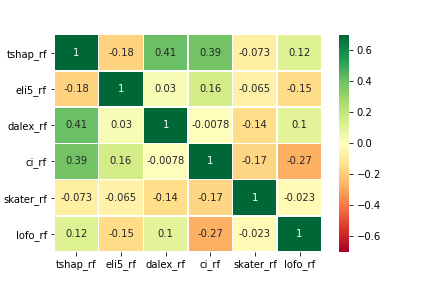 tshap_rf 1 -0.18 0.41 0.39 -0.073 0.12
eli5_rf -0.18 1 0.03 0.16 -0.065 -0.15
dalex_rf 0.41 0.03 1 -0.0078 -0.14 0.1
ci_rf 0.39 0.16 -0.0078 1 -0.17 -0.27
skater_rf -0.073 -0.065 -0.14 -0.17 1 -0.023
lofo_rf 0.12 -0.15 0.1 -0.27 -0.023 1
tshap_rf eli5_rf dalex_rf ci_rf skater_rf lofo_rf
0.6
0.4
0.2
0.0
−0.2
−0.4
−0.6